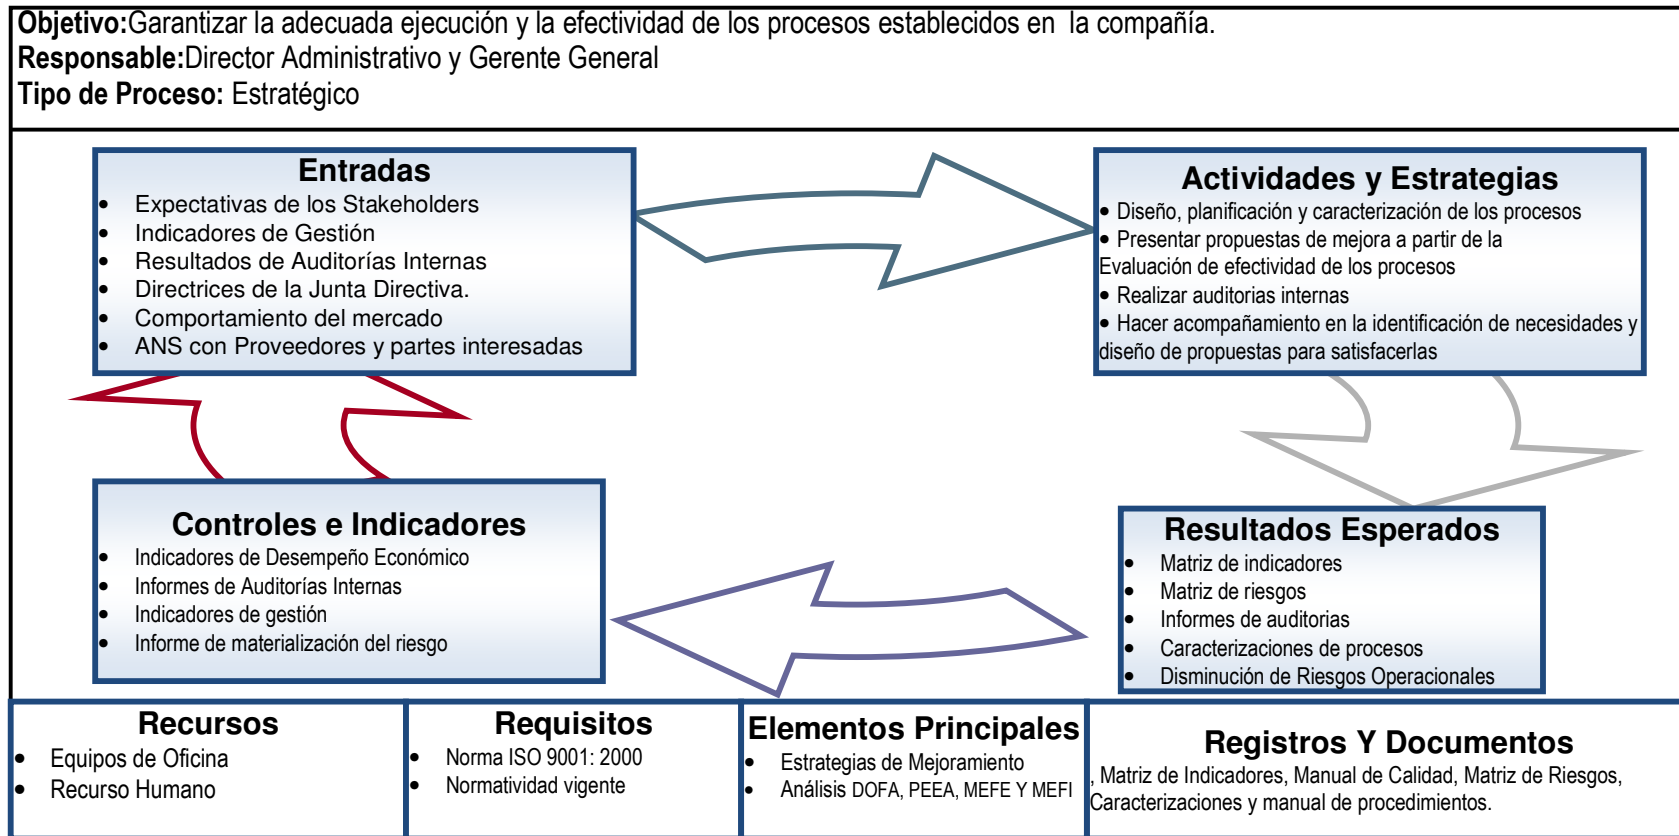 Objetivo:Garantizar la adecuada ejecución y la efectividad de los procesos establecidos en la compañía.
Responsable:Director Administrativo y Gerente General
Tipo de Proceso: Estratégico
Entradas
• Expectativas de los Stakeholders
• Indicadores de Gestión
• Resultados de Auditorías Internas
• Directrices de la Junta Directiva.
• Comportamiento del mercado
• ANS con Proveedores y partes interesadas
Actividades y Estrategias
• Diseño, planificación y caracterización de los procesos
• Presentar propuestas de mejora a partir de la
Evaluación de efectividad de los procesos
• Realizar auditorias internas
• Hacer acompañamiento en la identificación de necesidades y
diseño de propuestas para satisfacerlas
Controles e Indicadores
• Indicadores de Desempeño Económico
• Informes de Auditorías Internas
• Indicadores de gestión
• Informe de materialización del riesgo
Resultados Esperados
• Matriz de indicadores
• Matriz de riesgos
• Informes de auditorias
• Caracterizaciones de procesos
• Disminución de Riesgos Operacionales
Recursos
• Equipos de Oficina
• Recurso Humano
Requisitos
• Norma ISO 9001: 2000
• Normatividad vigente
Elementos Principales
• Estrategias de Mejoramiento
• Análisis DOFA, PEEA, MEFE Y MEFI
Registros Y Documentos
, Matriz de Indicadores, Manual de Calidad, Matriz de Riesgos,
Caracterizaciones y manual de procedimientos.